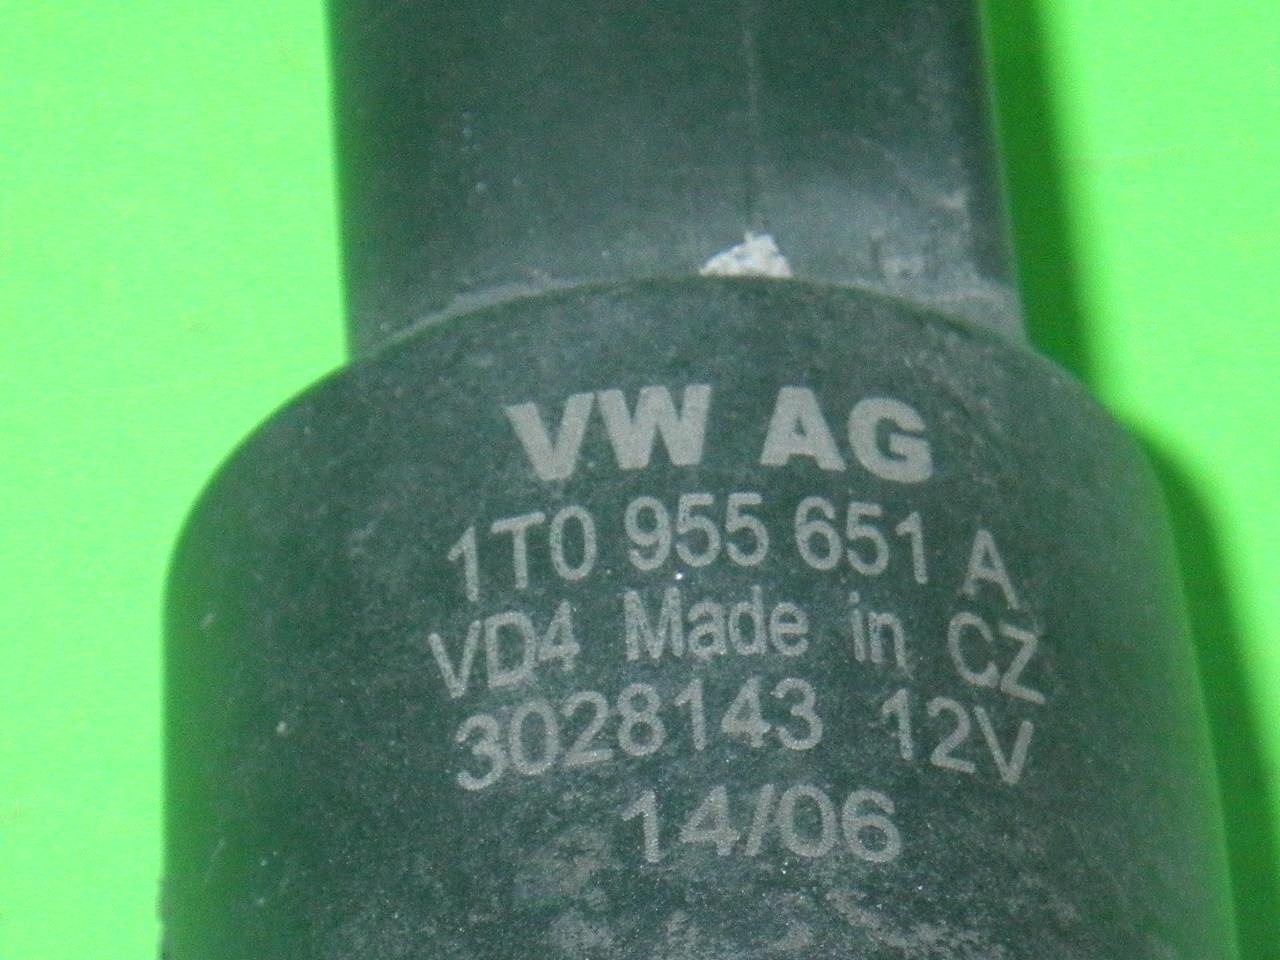 VW AG
1T0 955 651 A
VD4 Made in CZ
3028143 12V
14/06